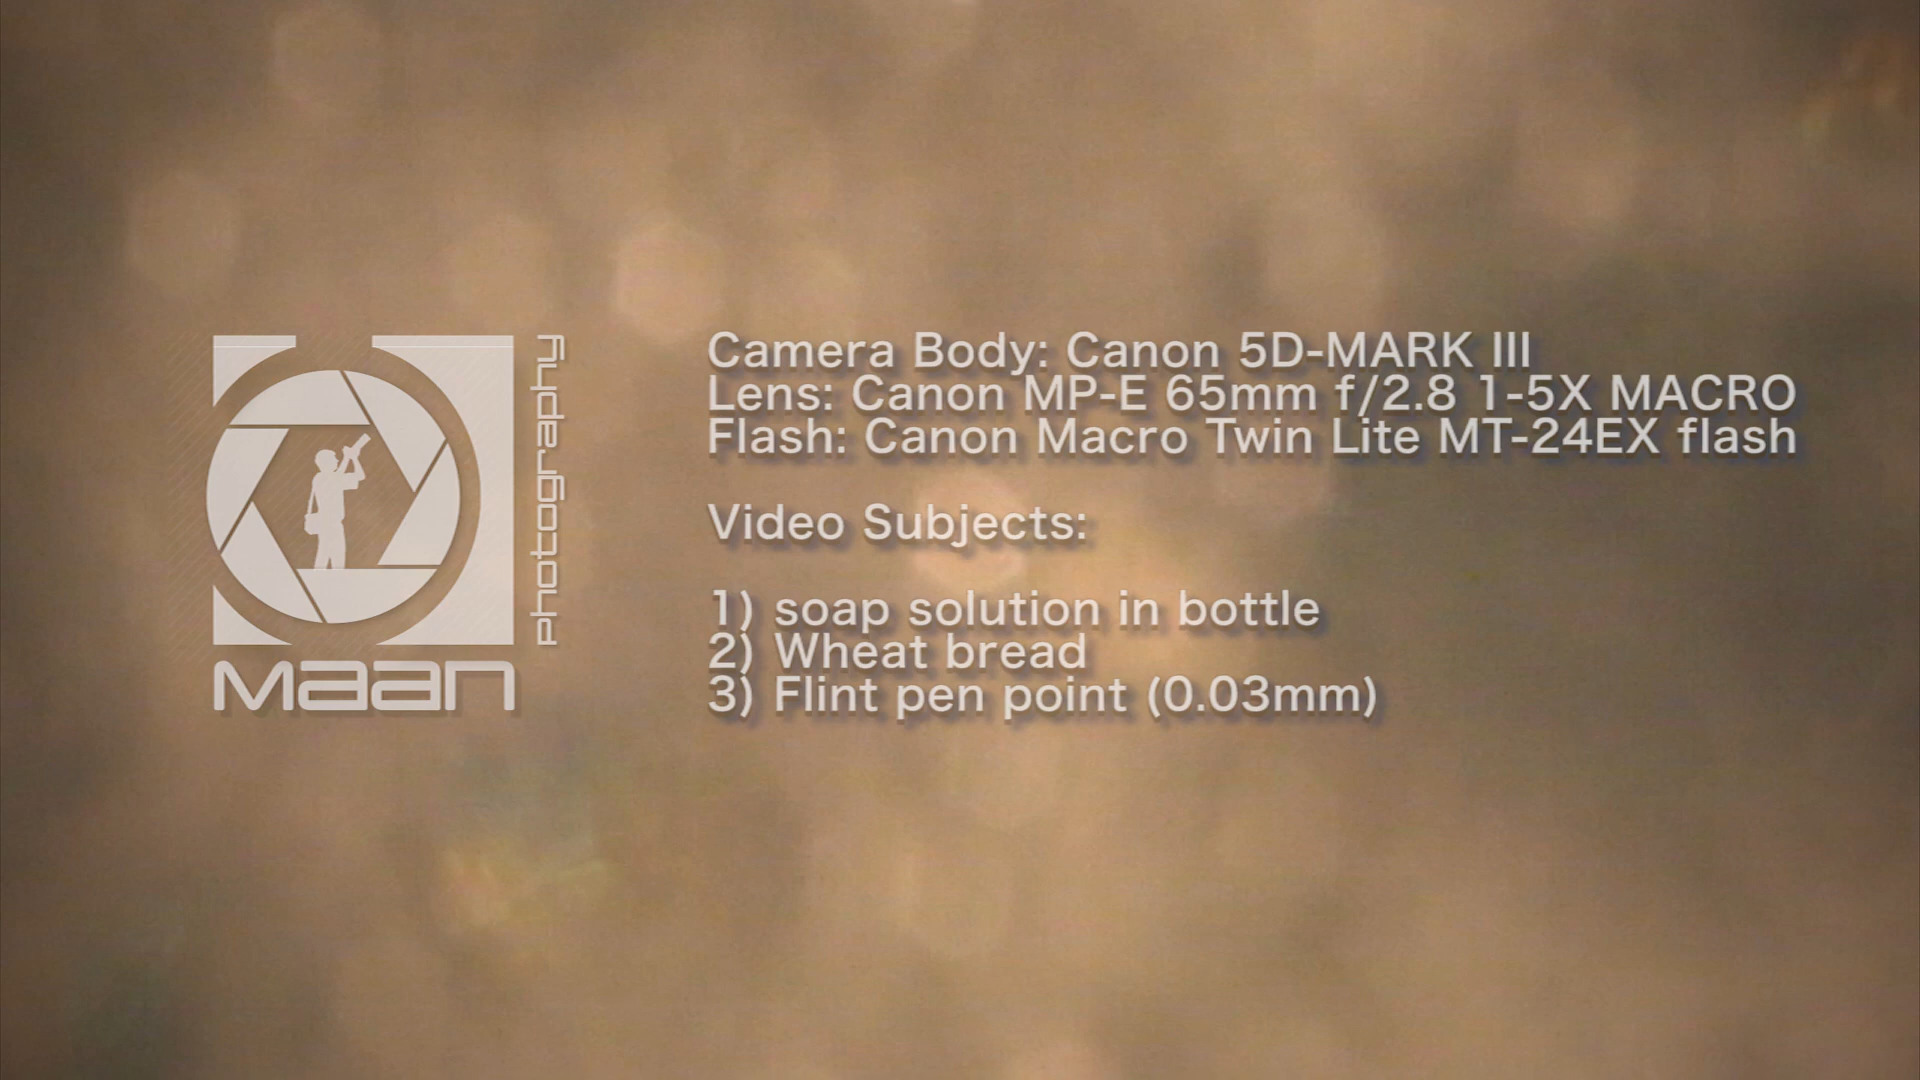 Photography
Maan
Camera Body: Canon 5D-MARK III
Lens: Canon MP-E 65mm f/2.8 1-5X MACRO
Flash: Canon Macro Twin Lite MT-24EX flash
Video Subjects:
1) soap solution in bottle
2) Wheat bread
3) Flint pen point (0.03mm)